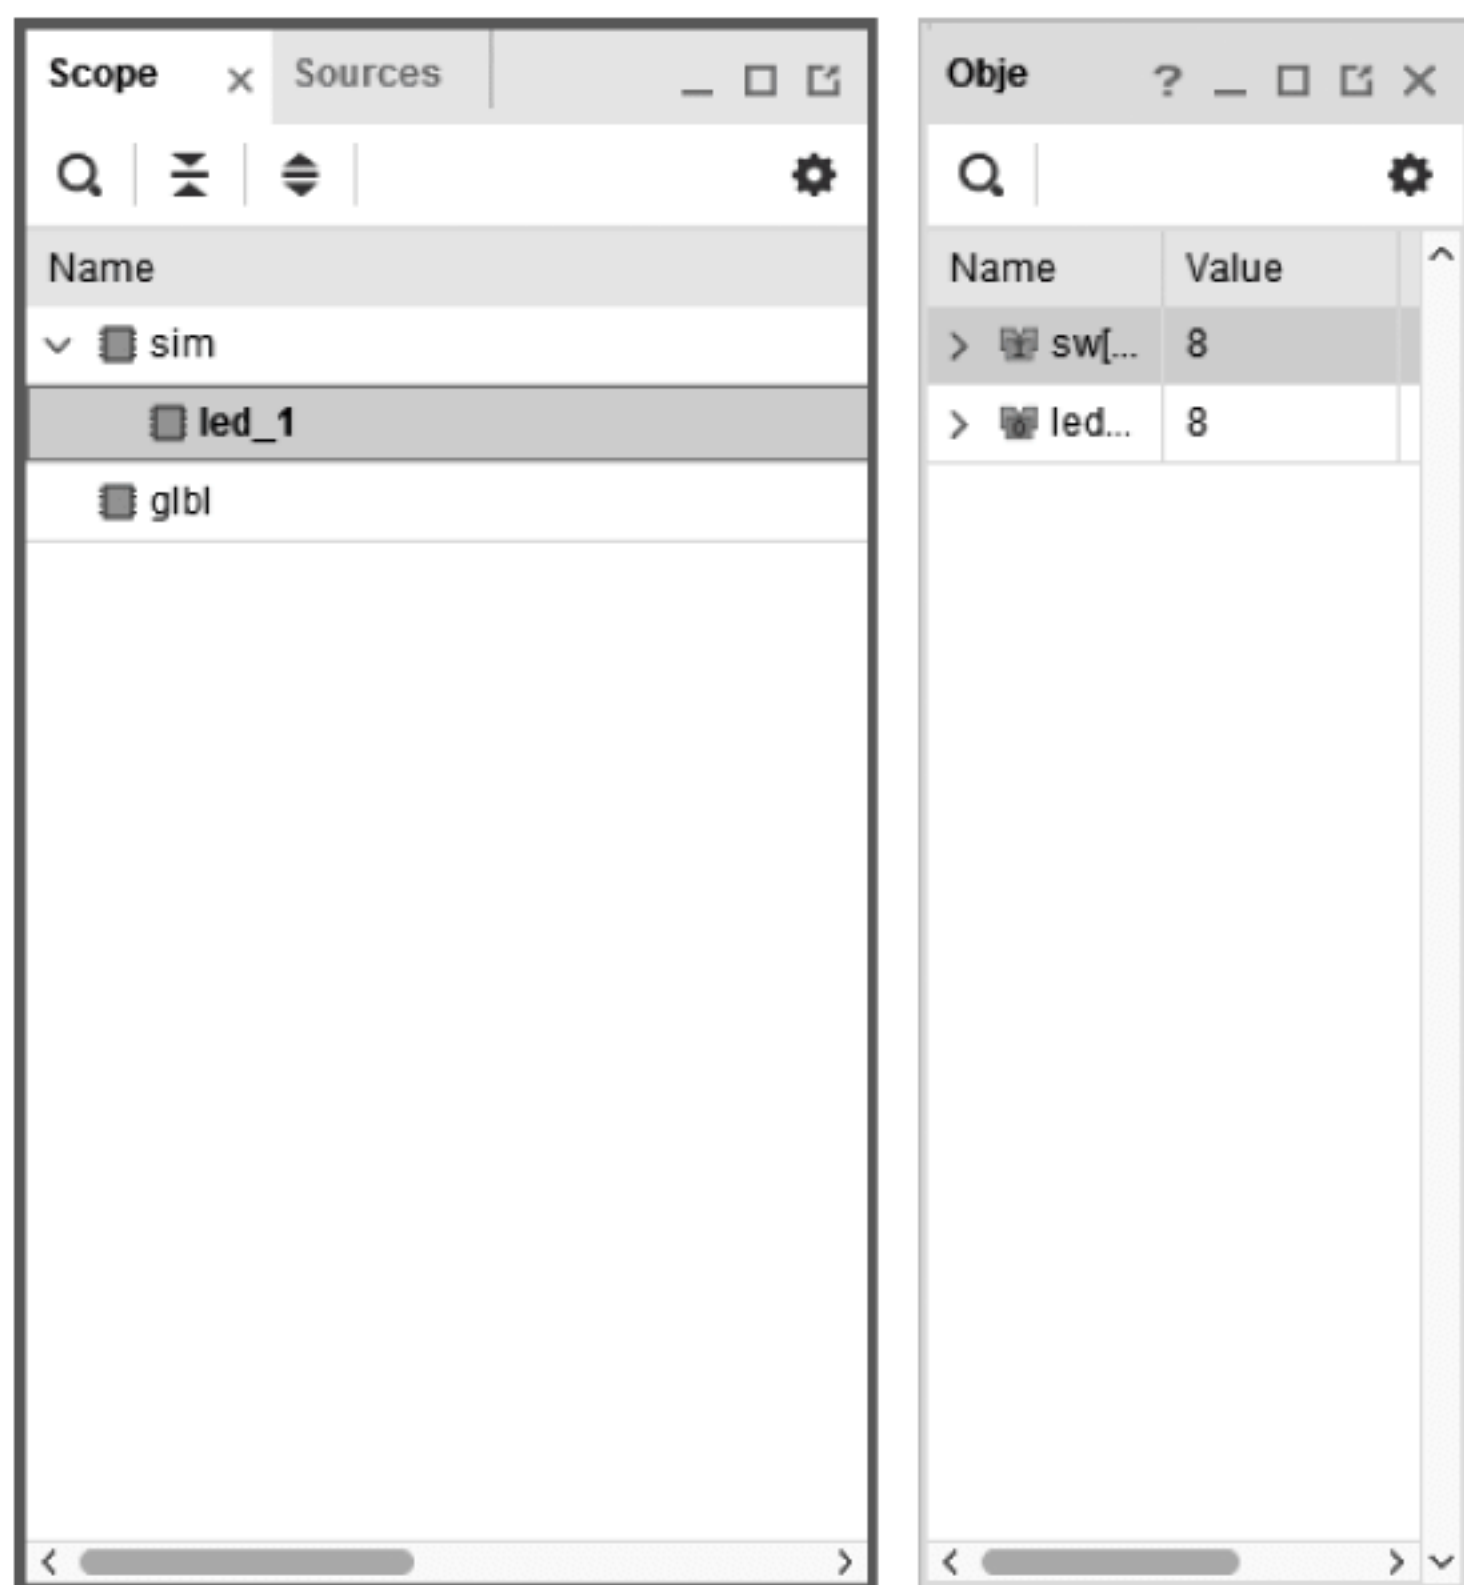 Scope Sources
Name
sim
led_1
glbl
Obje ?
Name Value
sw[... 8
led... 8